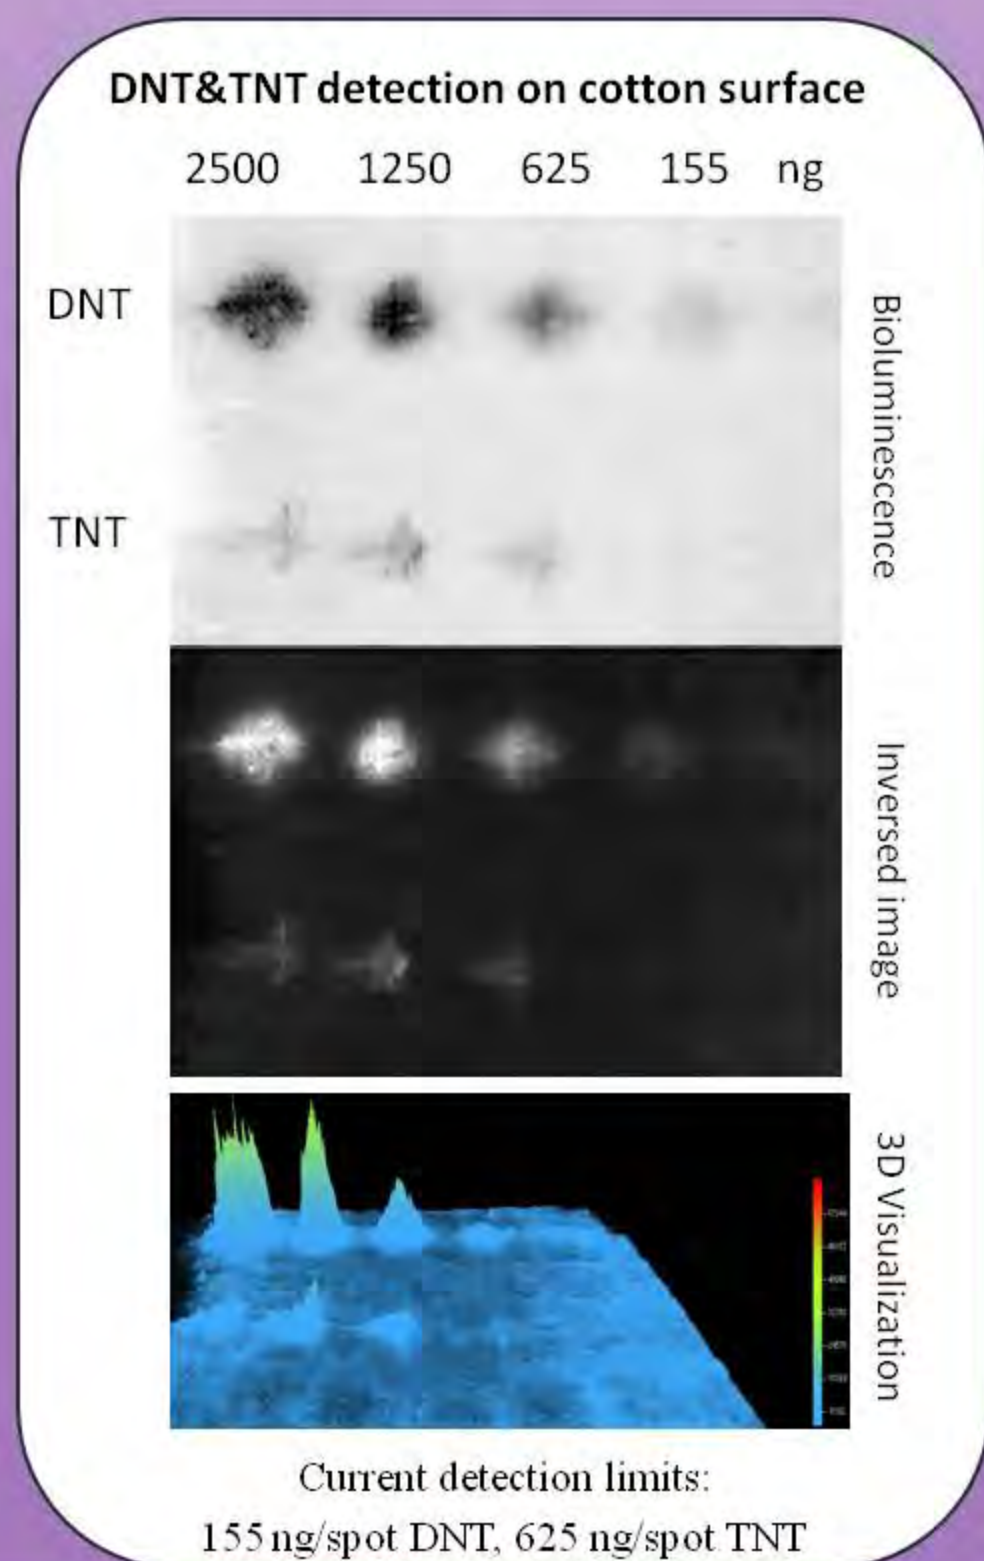 DNT&TNT detection on cotton surface
2500 1250 625 155 ng
DNT
TNT
Bioluminescence
Inversed image
3D Visualization
Current detection limits:
155 ng/spot DNT, 625 ng/spot TNT